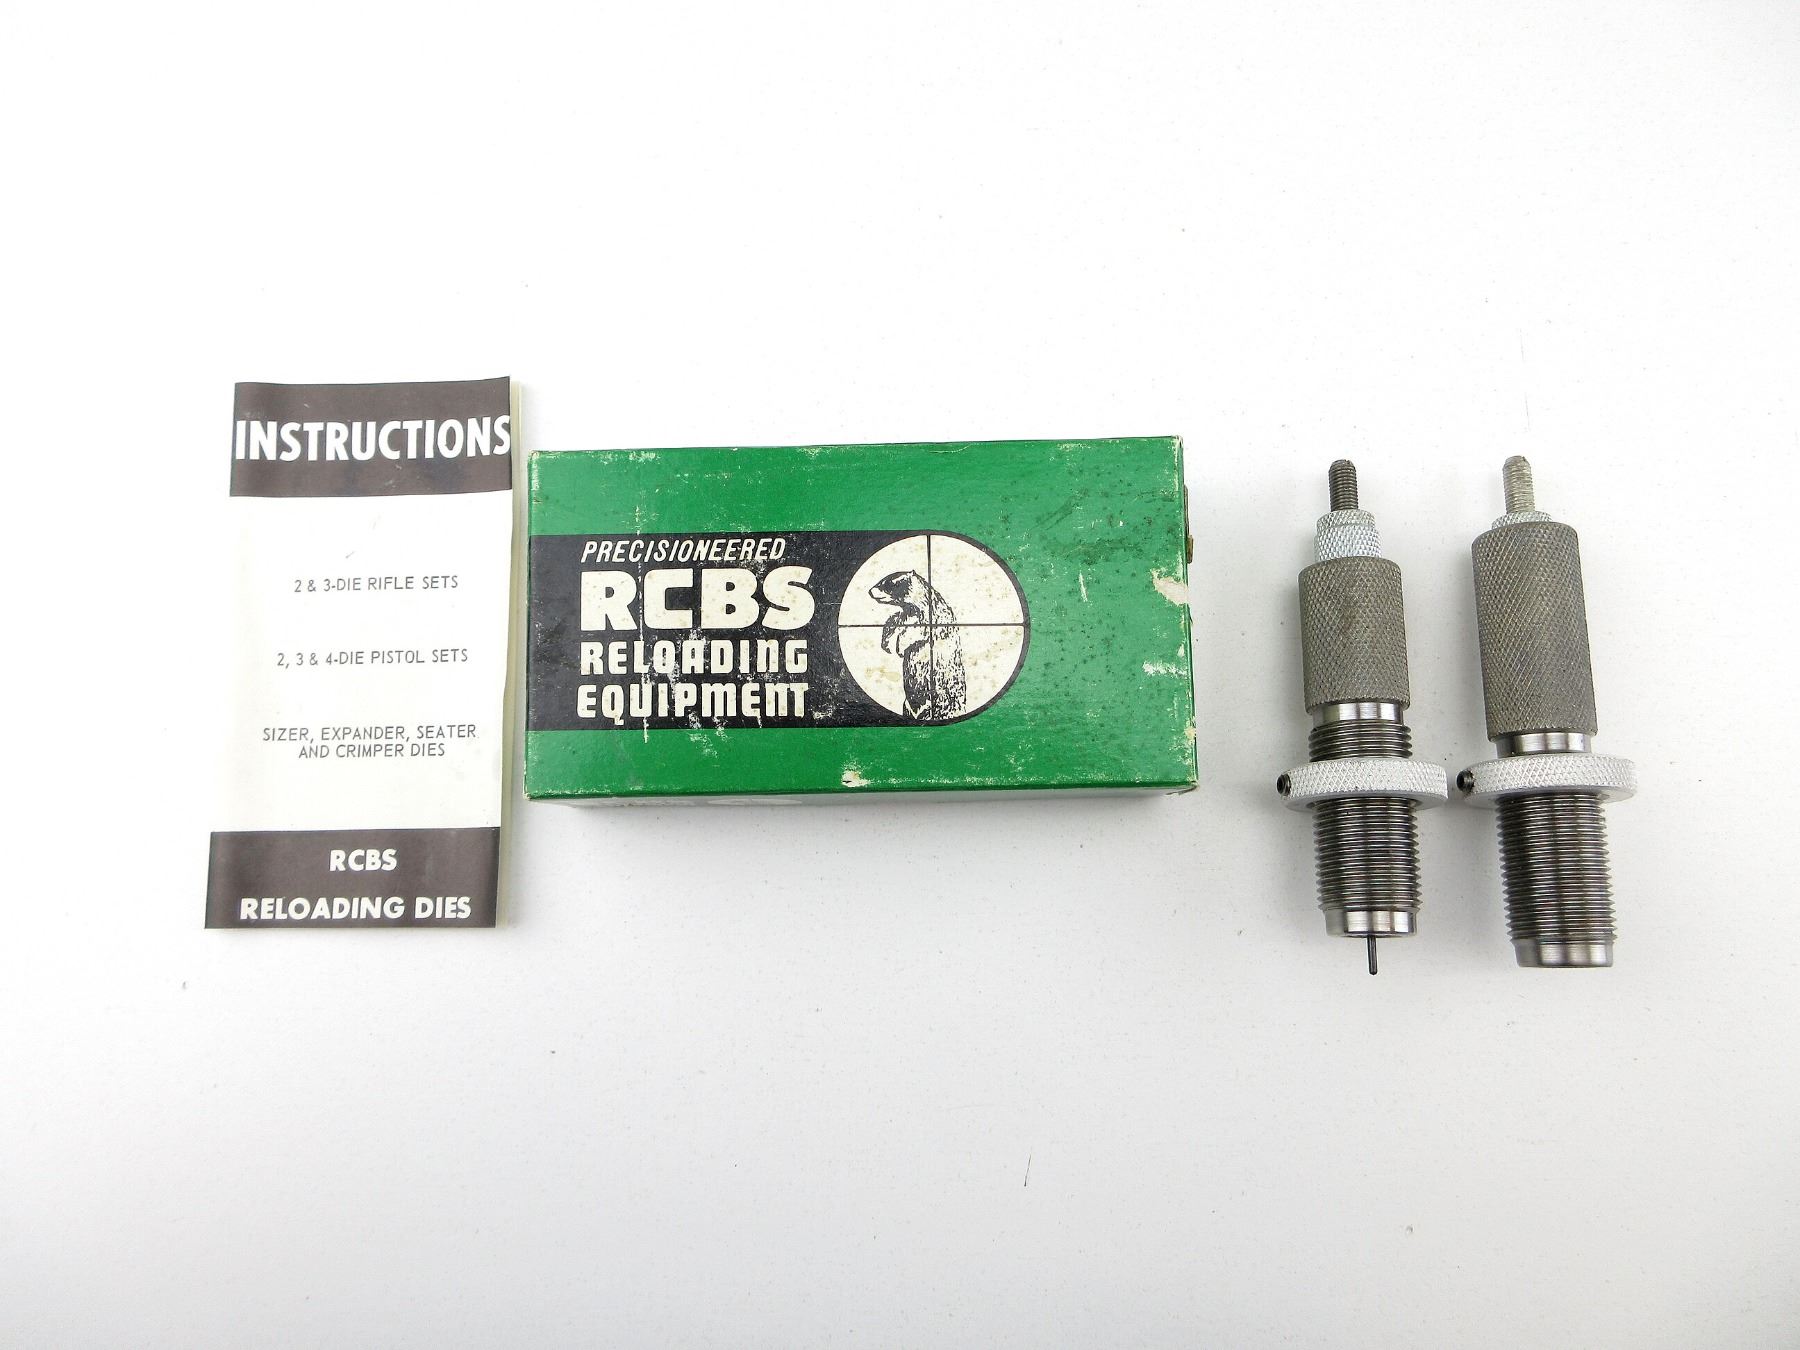 INSTRUCTIONS
2 & 3-DIE RIFLE SETS
2, 3 & 4-DIE PISTOL SETS
SIZER, EXPANDER, SEATER
AND CRIMPER DIES
RCBS
RELOADING DIES
PRECISIONEERED
RCBS
RELOADING
EQUIPMENT